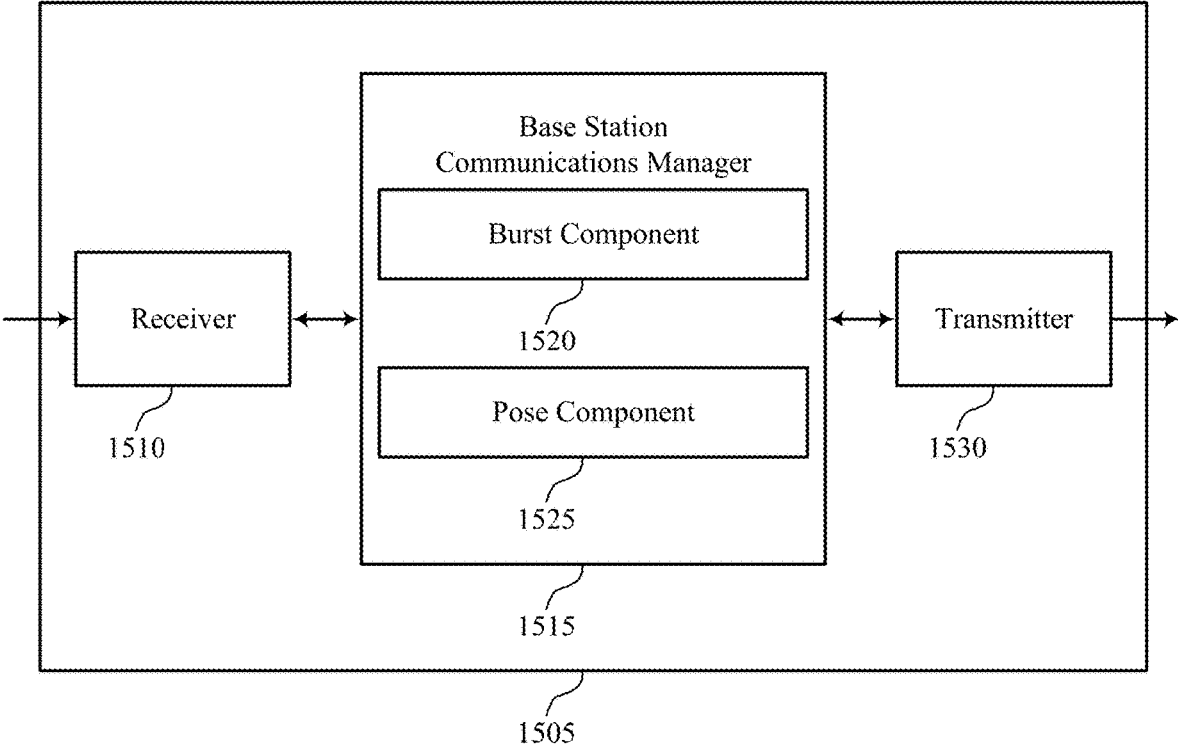 Base Station
Communications Manager
Burst Component
Receiver
Transmitter
1520
Pose Component
1510
1530
1525
1515
1505